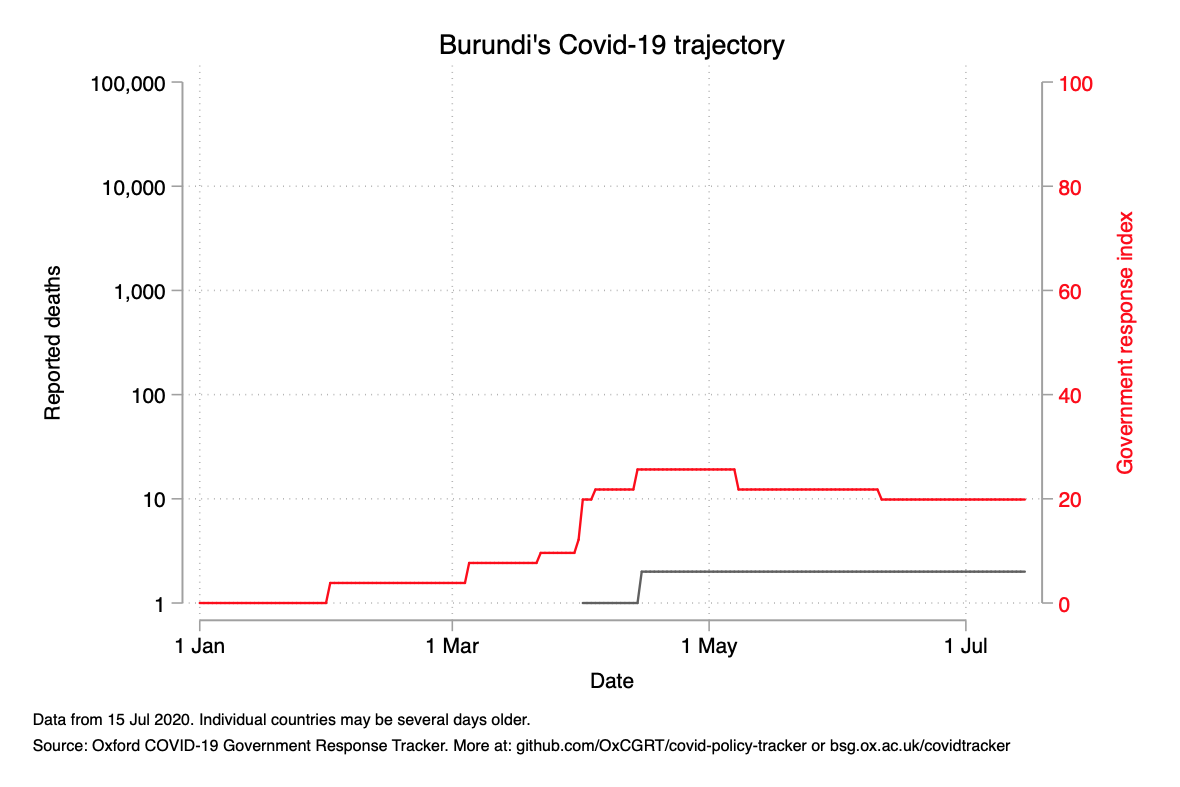 Burundi's Covid-19 trajectory
100,000
10,000
1,000
100
10
1
Reported deaths
100
80
60
40
20
0
Government response index
1 Jan
1 Mar
1 May
1 Jul
Date
Data from 15 Jul 2020. Individual countries may be several days older.
Source: Oxford COVID-19 Government Response Tracker. More at: github.com/OxCGRT/covid-policy-tracker or bsg.ox.ac.uk/covidtracker